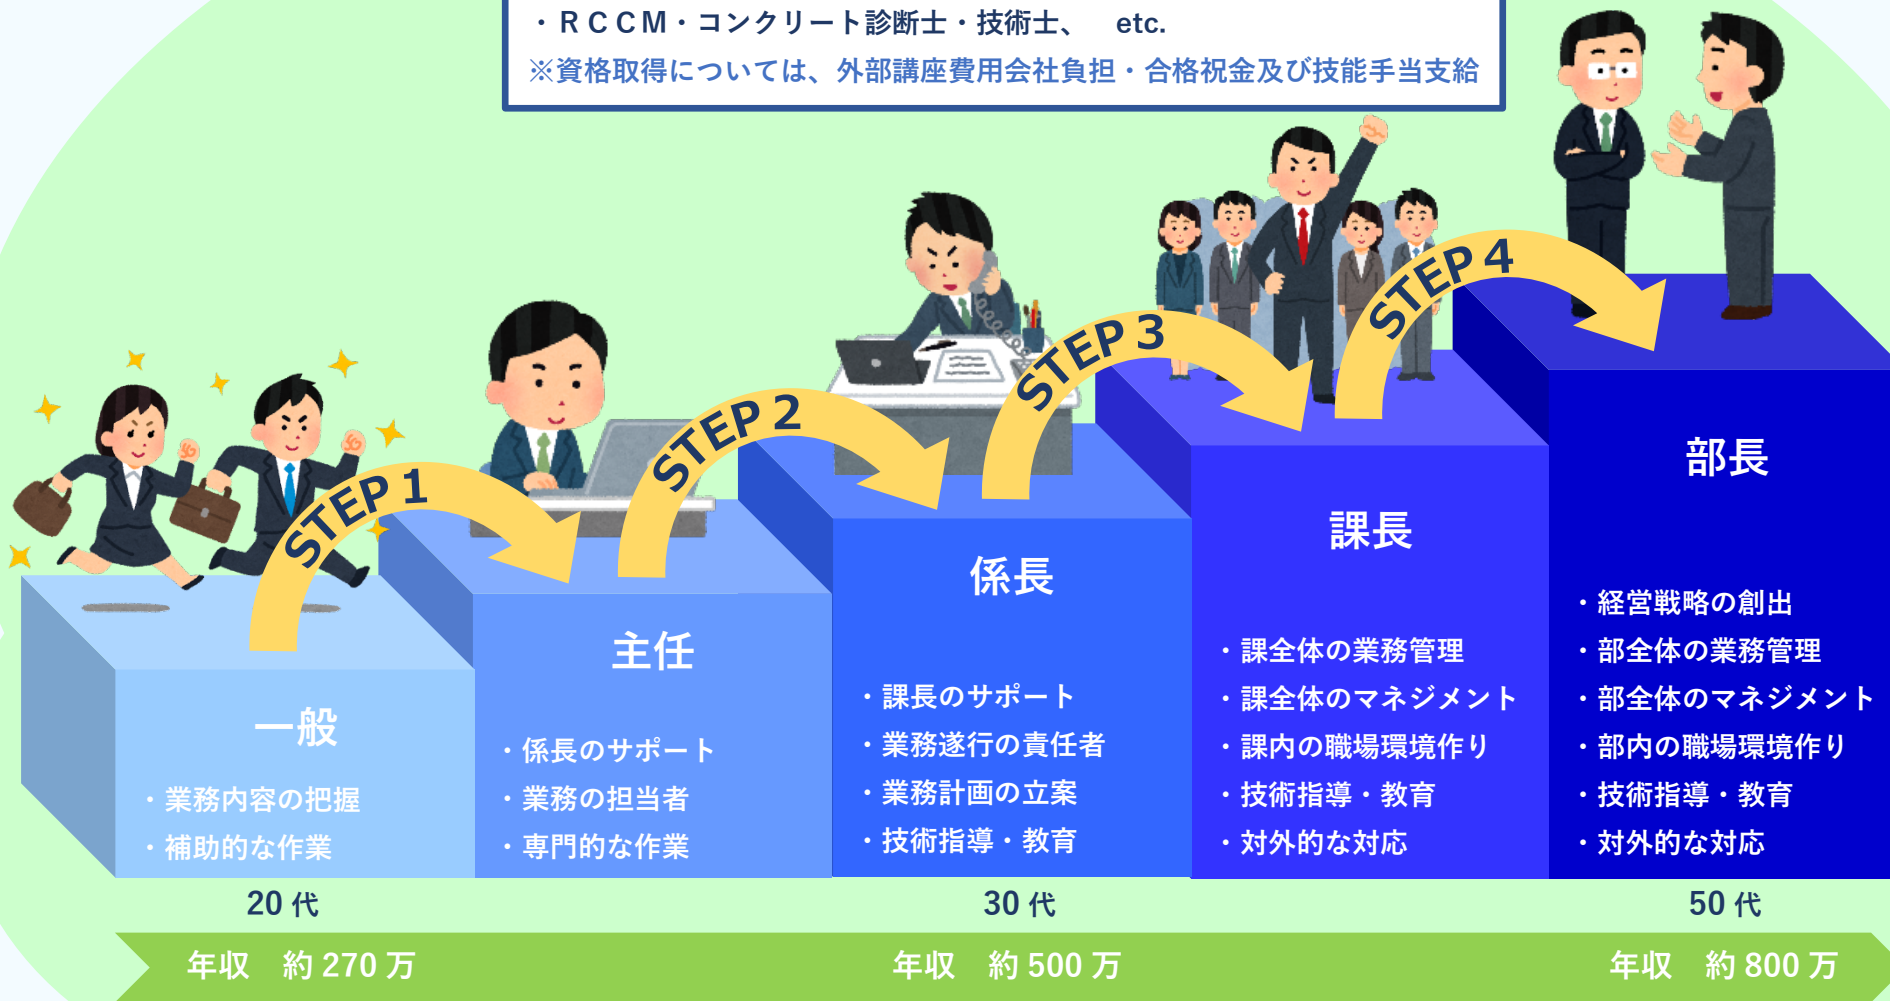 ・ＲＣＣＭ・コンクリート診断士・技術士、　etc.
※資格取得については、外部講座費用会社負担・合格祝金及び技能手当支給
STEP１
STEP２
STEP３
STEP４
一般
・業務内容の把握
・補助的な作業
主任
・係長のサポート
・業務の担当者
・専門的な作業
係長
・課長のサポート
・業務遂行の責任者
・業務計画の立案
・技術指導・教育
課長
・課全体の業務管理
・課全体のマネジメント
・課内の職場環境作り
・技術指導・教育
・対外的な対応
部長
・経営戦略の創出
・部全体の業務管理
・部全体のマネジメント
・部内の職場環境作り
・技術指導・教育
・対外的な対応
20 代
30 代
50 代
年収　約 270 万
年収　約 500 万
年収　約 800 万